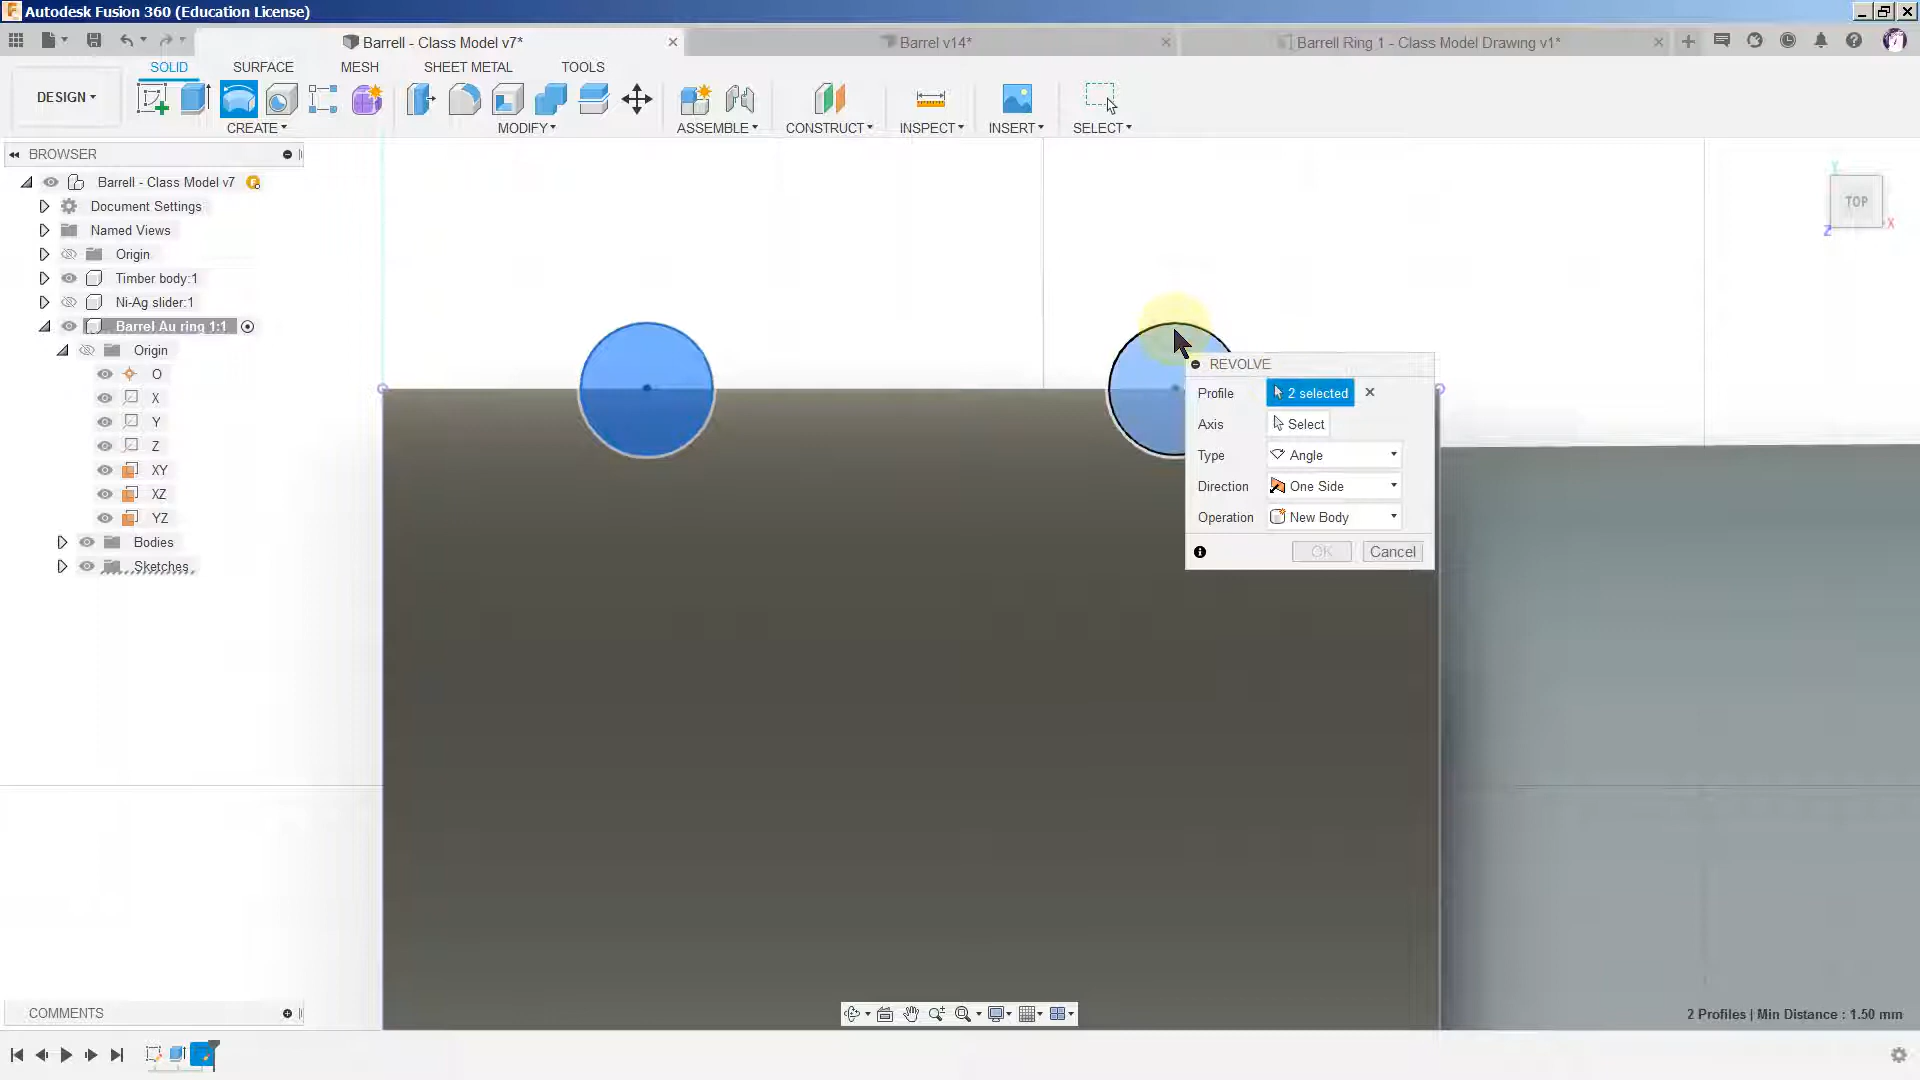 Autodesk Fusion 360 (Education License)
Barrell - Class Model v7*
Barrel v14*
Barrell Ring 1 - Class Model Drawing v1*
SOLID
SURFACE
MESH
SHEET METAL
TOOLS
DESIGN
CREATE
MODIFY
ASSEMBLE
CONSTRUCT
INSPECT
INSERT
SELECT
BROWSER
Barrell - Class Model v7
Document Settings
Named Views
Origin
Timber body:1
Ni-Ag slider:1
Barrel Au ring 1:1
Origin
O
X
Y
Z
XY
XZ
YZ
Bodies
Sketches
Y
TOP
X
Z
REVOLVE
Profile 2 selected
Axis Select
Type Angle
Direction One Side
Operation New Body
OK Cancel
COMMENTS
2 Profiles | Min Distance : 1.50 mm